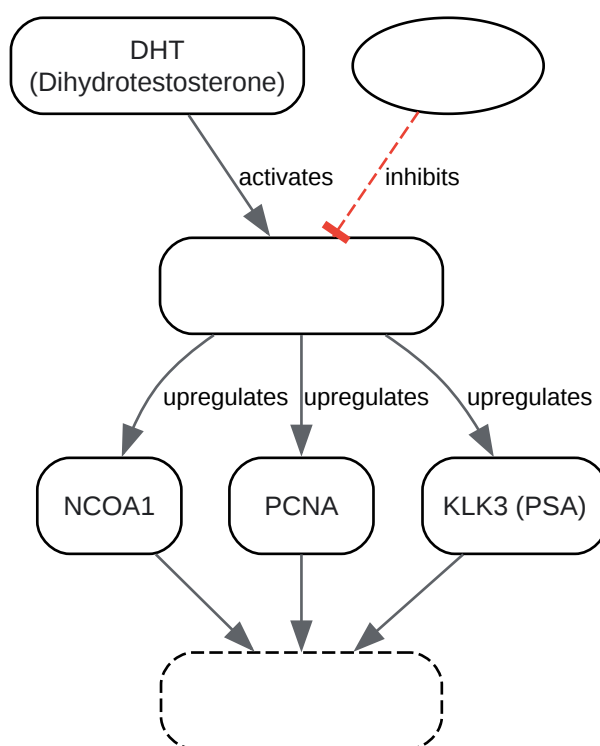 DHT
(Dihydrotestosterone)
activates
inhibits
upregulates
upregulates
upregulates
NCOA1
PCNA
KLK3 (PSA)